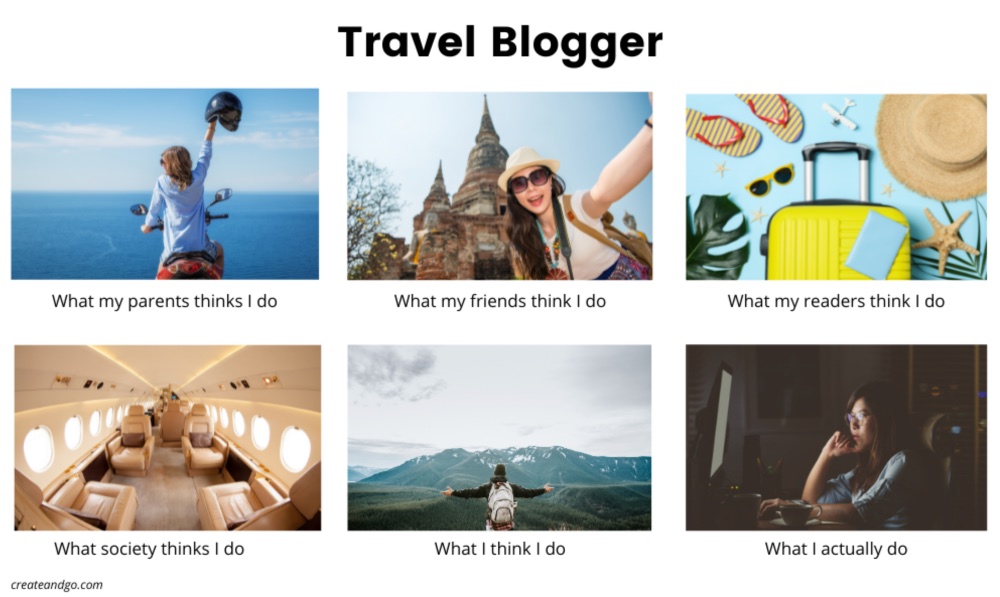 Travel Blogger
What my parents thinks I do
What my friends think I do
What my readers think I do
What society thinks I do
What I think I do
What I actually do
createandgo.com